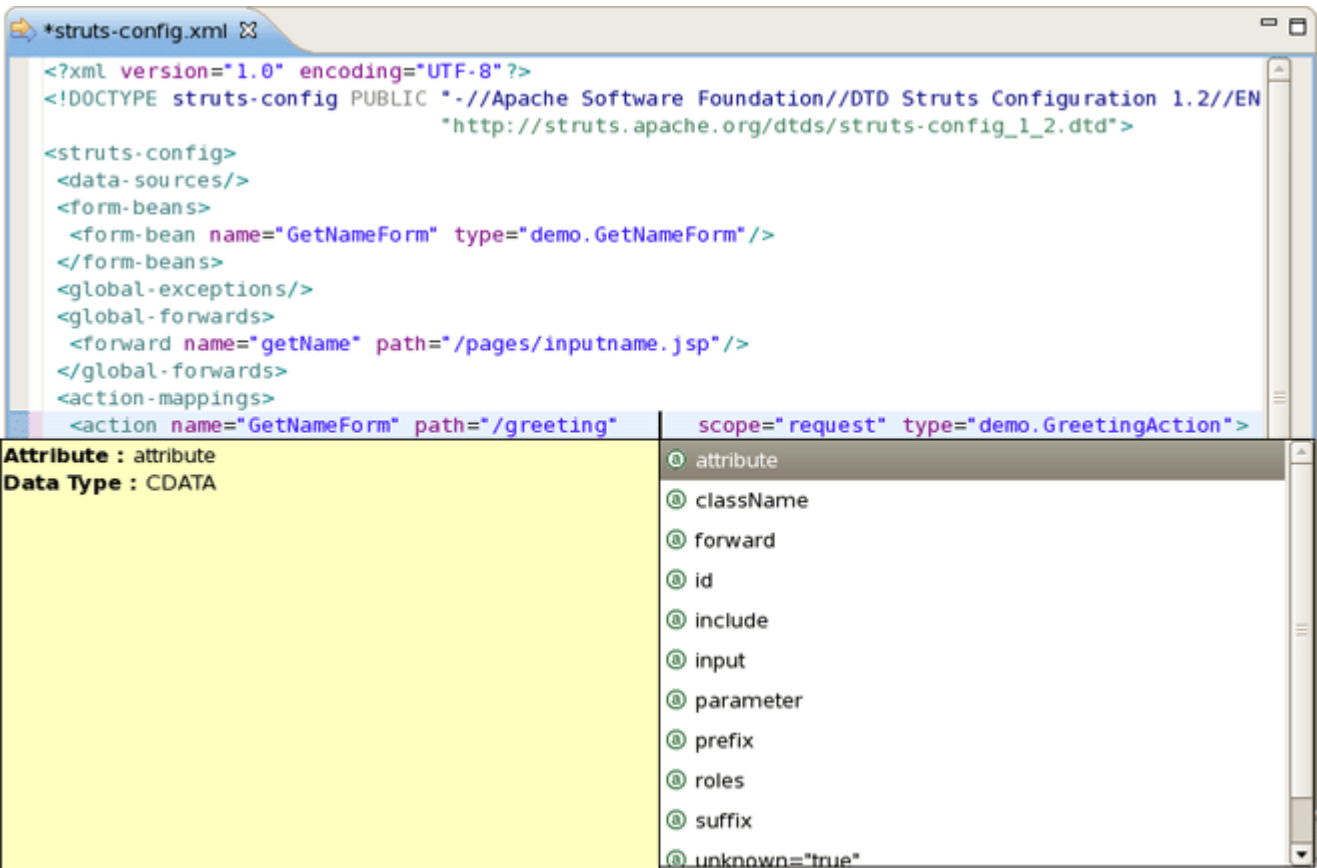 *struts-config.xml
<?xml version="1.0" encoding="UTF-8"?>
<!DOCTYPE struts-config PUBLIC "-//Apache Software Foundation//DTD Struts Configuration 1.2//EN
"http://struts.apache.org/dtds/struts-config_1_2.dtd">
<struts-config>
<data-sources/>
<form-beans>
<form-bean name="GetNameForm" type="demo.GetNameForm"/>
</form-beans>
<global-exceptions/>
<global-forwards>
<forward name="getName" path="/pages/inputname.jsp"/>
</global-forwards>
<action-mappings>
<action name="GetNameForm" path="/greeting" scope="request" type="demo.GreetingAction">
Attribute : attribute
Data Type : CDATA
attribute
className
forward
id
include
input
parameter
prefix
roles
suffix
unknown="true"